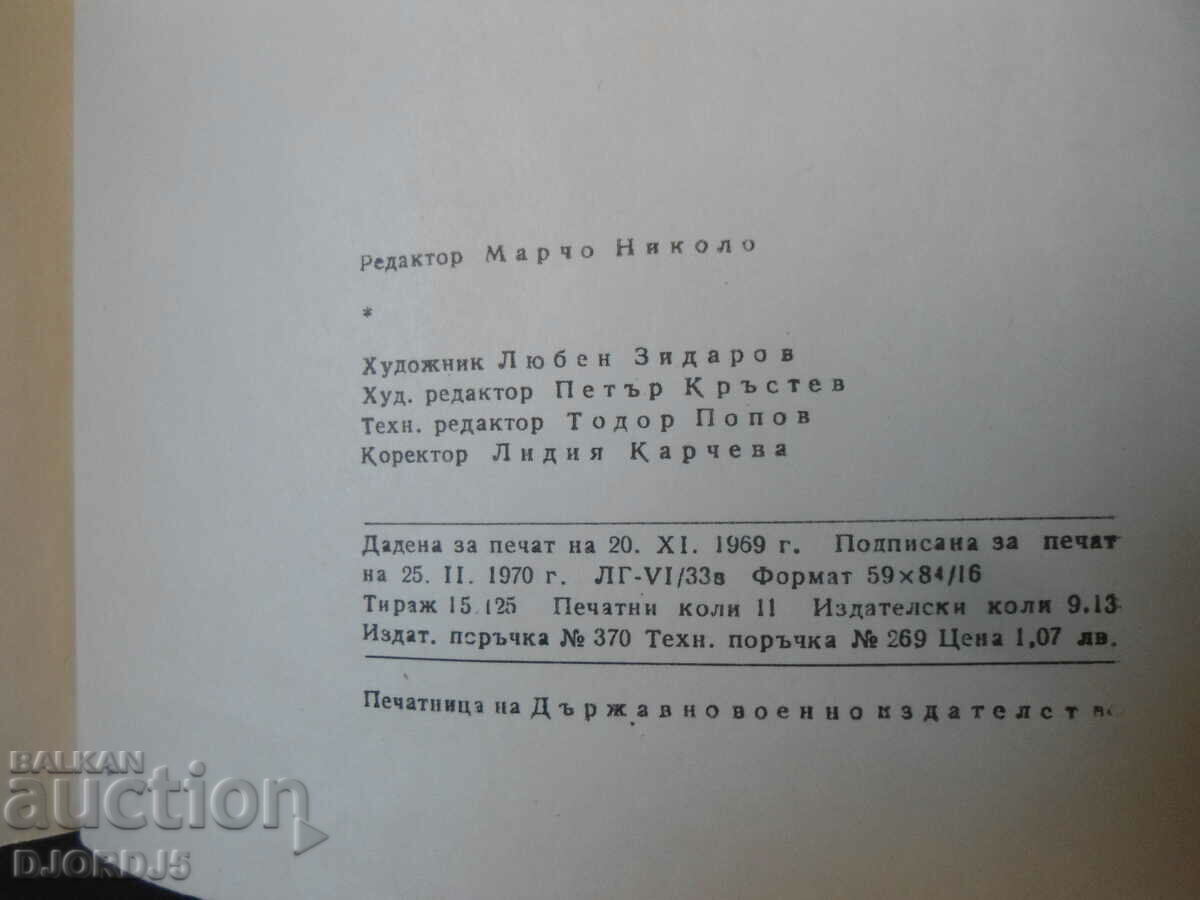 Редактор Марчо Николо
*
Художник Любен Зидаров
Худ. редактор Петър Кръстев
Техн. редактор Тодор Попов
Коректор Лидия Карчева
Дадена за печат на 20. XI. 1969 г. Подписана за печат
на 25. II. 1970 г. ЛГ-VI/33в Формат 59×84/16
Тираж 15.125 Печатни коли 11 Издателски коли 9.13
Издат. поръчка № 370 Техн. поръчка № 269 Цена 1,07 лв.
Печатница на Държавно военно издателство
BALKAN
auction
DJORDJ5